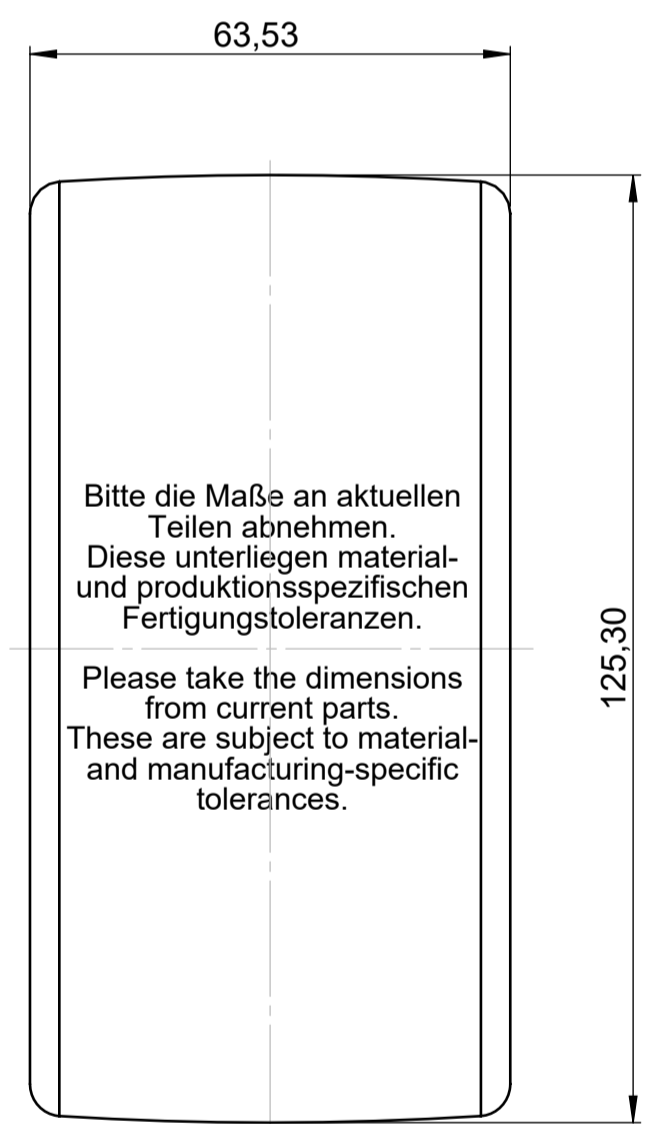 63,53
Bitte die Maße an aktuellen
Teilen abnehmen.
Diese unterliegen material-
und produktionsspezifischen
Fertigungstoleranzen.
125,30
Please take the dimensions
from current parts.
These are subject to material-
and manufacturing-specific
tolerances.